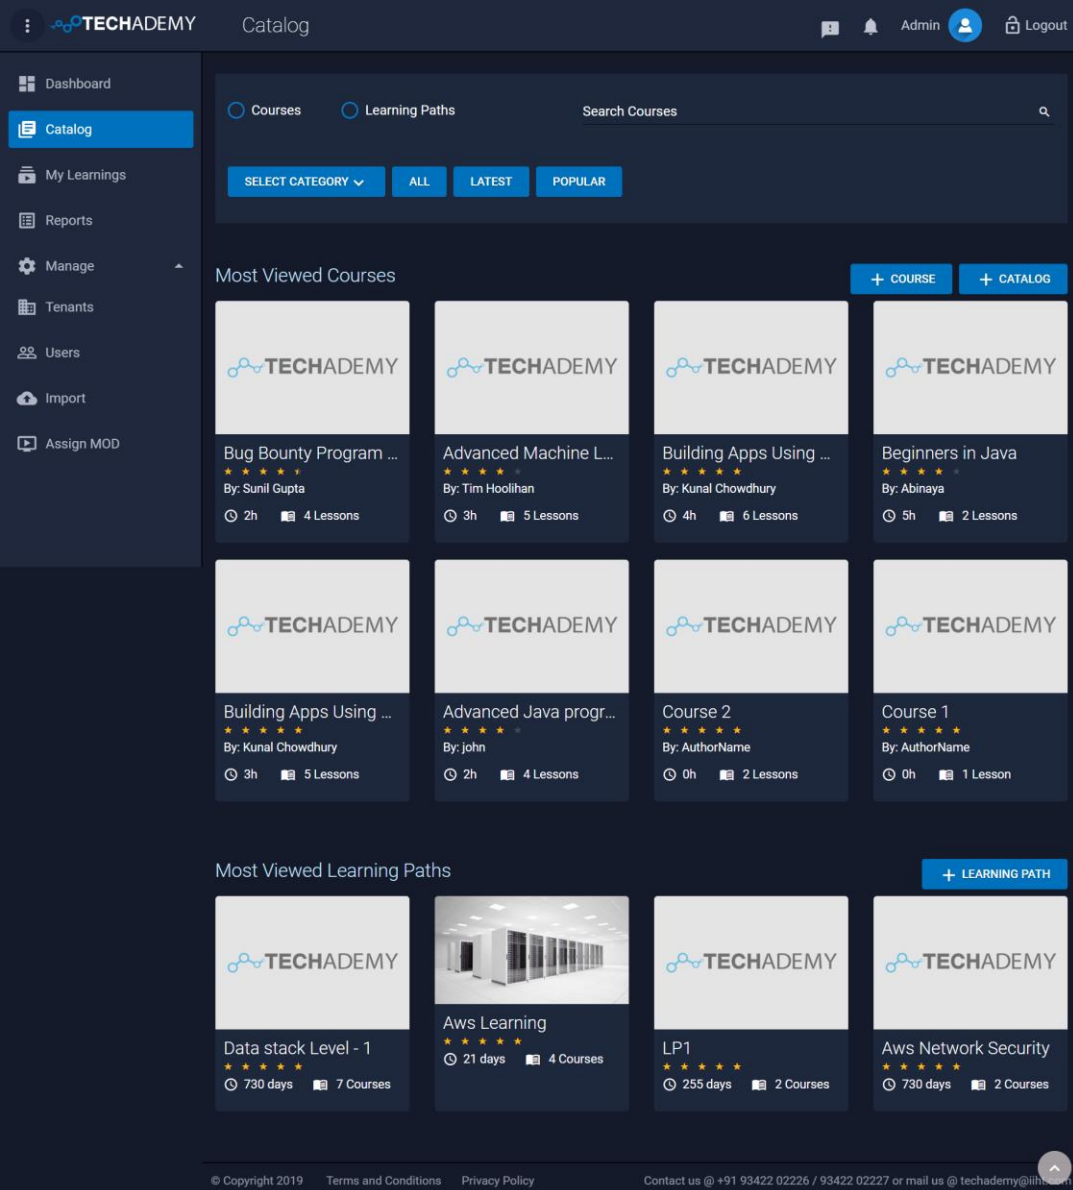 TECHADEMY
Catalog
Admin
Logout
Dashboard
Catalog
My Learnings
Reports
Manage
Tenants
Users
Import
Assign MOD
Courses
Learning Paths
Search Courses
SELECT CATEGORY
ALL
LATEST
POPULAR
Most Viewed Courses
+ COURSE
+ CATALOG
TECHADEMY
Bug Bounty Program ...
By: Sunil Gupta
2h 4 Lessons
TECHADEMY
Advanced Machine L...
By: Tim Hoolihan
3h 5 Lessons
TECHADEMY
Building Apps Using ...
By: Kunal Chowdhury
4h 6 Lessons
TECHADEMY
Beginners in Java
By: Abinaya
5h 2 Lessons
TECHADEMY
Building Apps Using ...
By: Kunal Chowdhury
3h 5 Lessons
TECHADEMY
Advanced Java progr...
By: john
2h 4 Lessons
TECHADEMY
Course 2
By: AuthorName
0h 2 Lessons
TECHADEMY
Course 1
By: AuthorName
0h 1 Lesson
Most Viewed Learning Paths
+ LEARNING PATH
TECHADEMY
Data stack Level - 1
730 days 7 Courses
Aws Learning
21 days 4 Courses
TECHADEMY
LP1
255 days 2 Courses
TECHADEMY
Aws Network Security
730 days 2 Courses
© Copyright 2019 Terms and Conditions Privacy Policy
Contact us @ +91 93422 02226 / 93422 02227 or mail us @